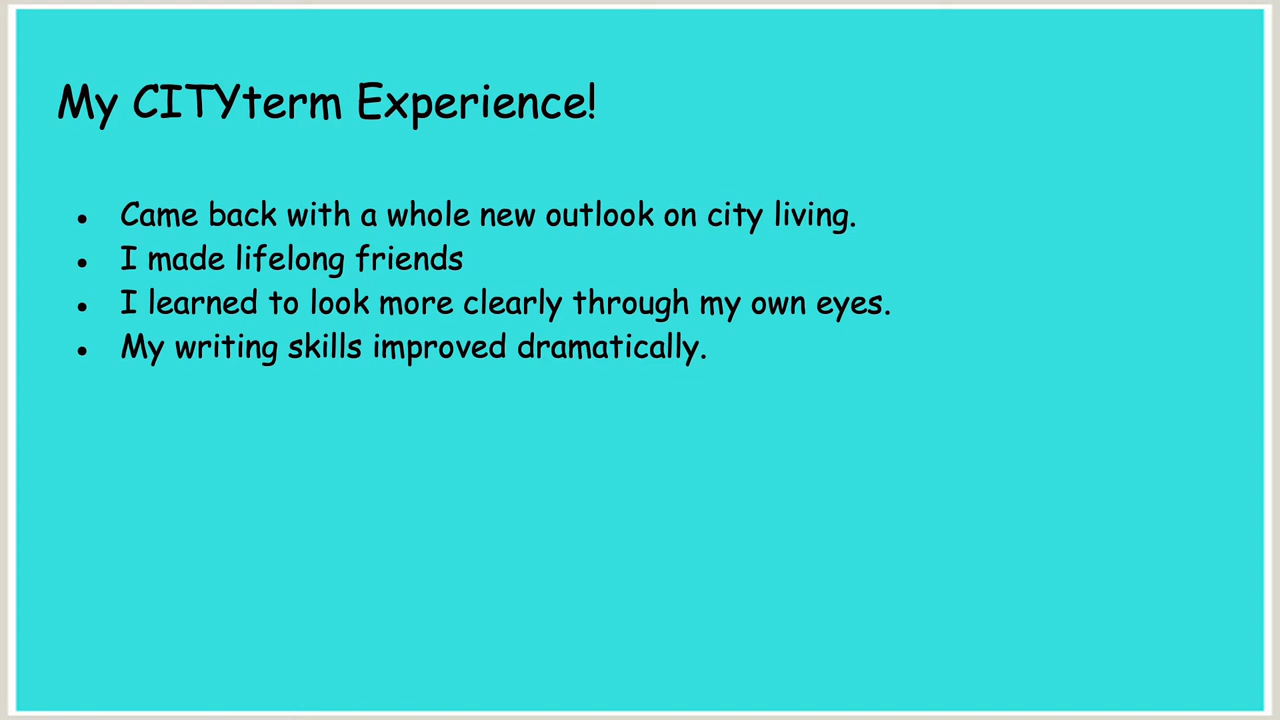 My CITYterm Experience!
● Came back with a whole new outlook on city living.
● I made lifelong friends
● I learned to look more clearly through my own eyes.
● My writing skills improved dramatically.